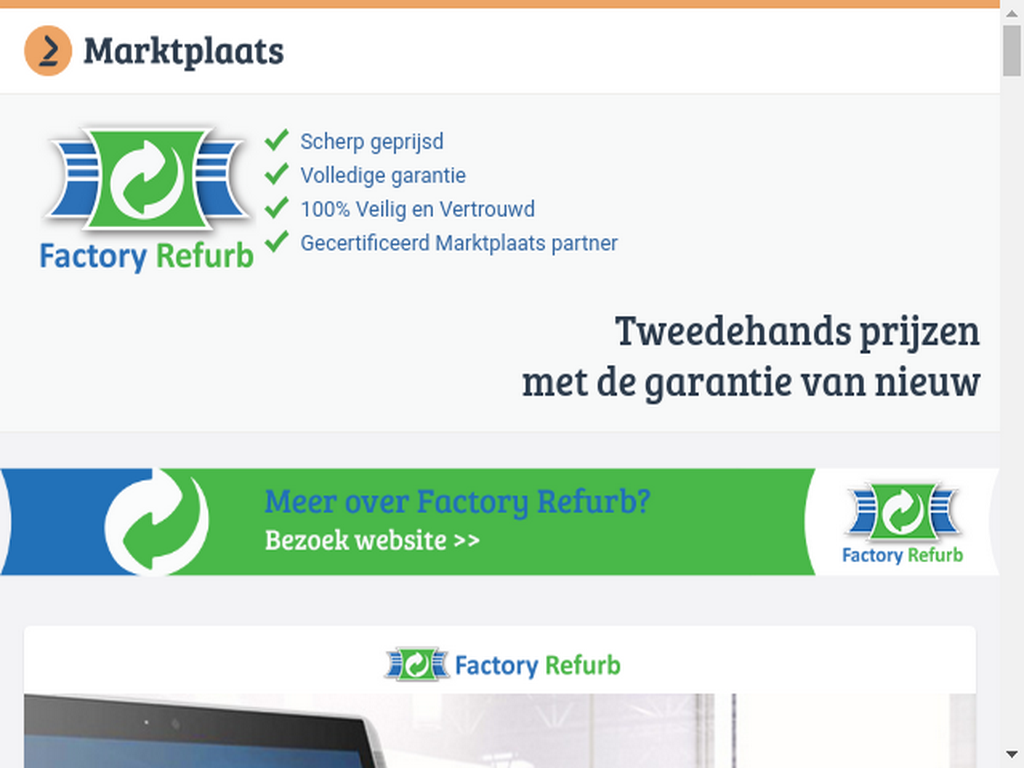 Marktplaats
Scherp geprijsd
Volledige garantie
100% Veilig en Vertrouwd
Gecertificeerd Marktplaats partner
Factory Refurb
Tweedehands prijzen
met de garantie van nieuw
Meer over Factory Refurb?
Bezoek website >>
Factory Refurb
Factory Refurb